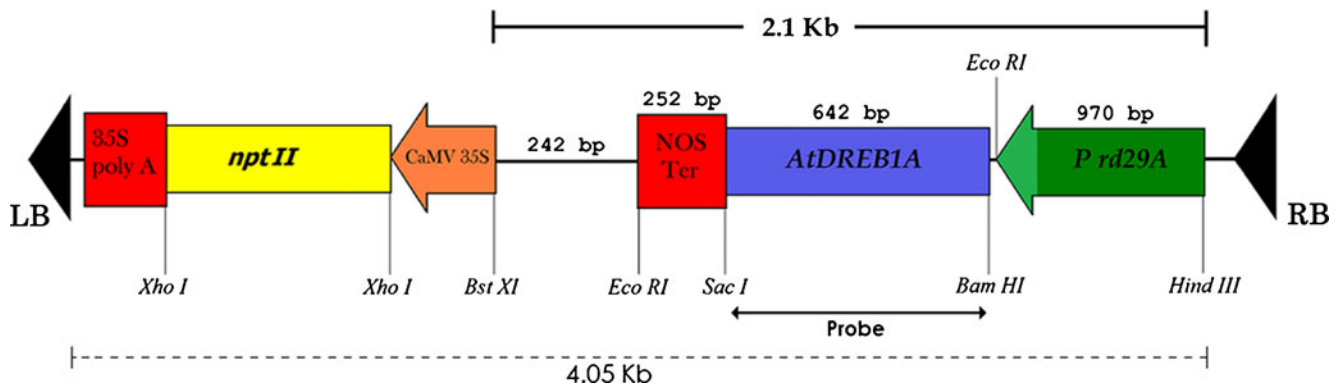 2.1 Kb
Eco RI
252 bp
642 bp
970 bp
35S
poly A
nptII
CaMV 35S
242 bp
NOS
Ter
AtDREB1A
P rd29A
LB
RB
Xho I
Xho I
Bst XI
Eco RI
Sac I
Bam HI
Hind III
Probe
4.05 Kb